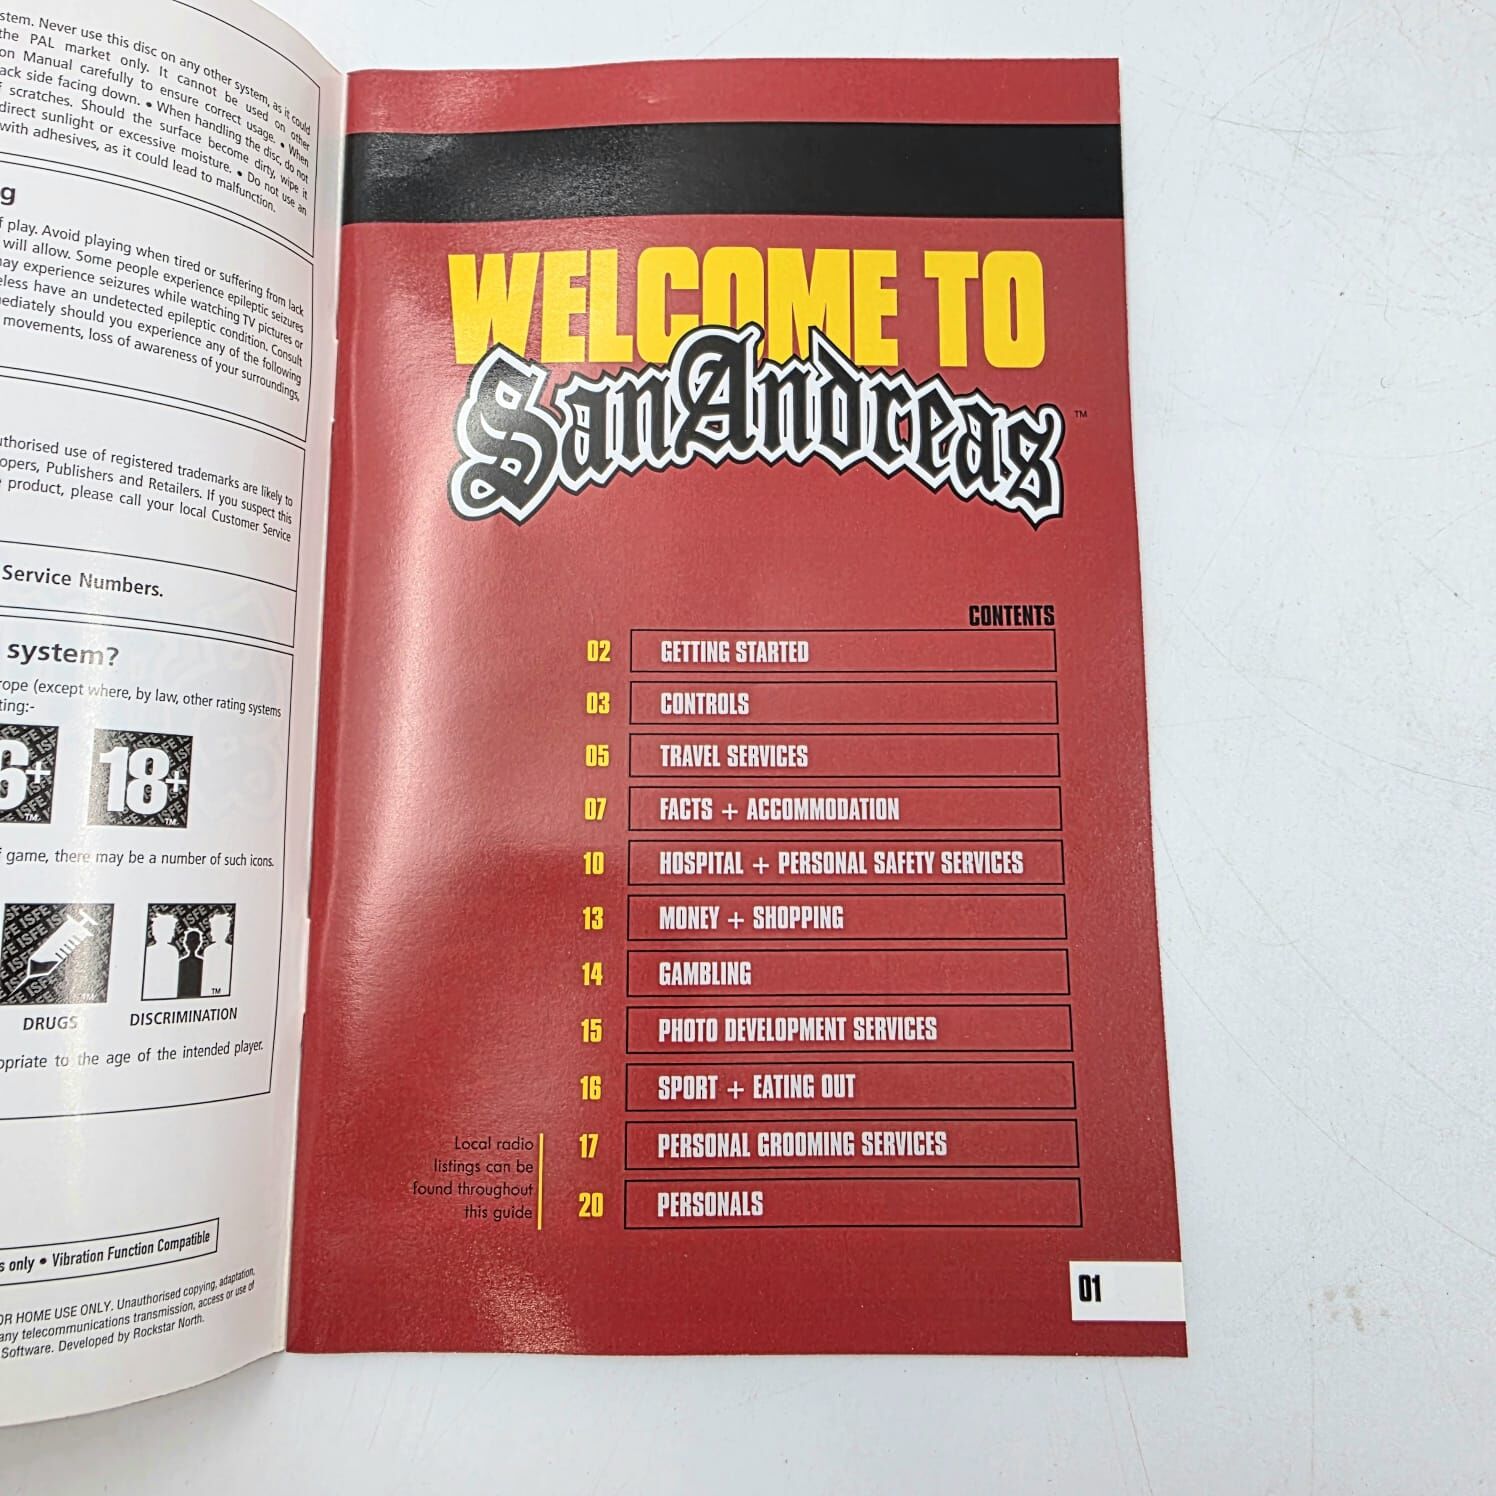 stem. Never use this disc on any other system, as it could
the PAL market only. It cannot be used on other
on Manual carefully to ensure correct usage. • When
ack side facing down. • When handling the disc, do not
f scratches. Should the surface become dirty, wipe it
direct sunlight or excessive moisture. • Do not use an
with adhesives, as it could lead to malfunction.
g
f play. Avoid playing when tired or suffering from lack
will allow. Some people experience epileptic seizures
ay experience seizures while watching TV pictures or
eless have an undetected epileptic condition. Consult
ediately should you experience any of the following
movements, loss of awareness of your surroundings,
thorised use of registered trademarks are likely to
opers, Publishers and Retailers. If you suspect this
product, please call your local Customer Service
Service Numbers.
system?
rope (except where, by law, other rating systems
ting:-
6+
18+
f game, there may be a number of such icons.
DRUGS
DISCRIMINATION
opriate to the age of the intended player.
s only • Vibration Function Compatible
OR HOME USE ONLY. Unauthorised copying, adaptation,
any telecommunications transmission, access or use of
Software. Developed by Rockstar North.
WELCOME TO
San Andreas™
CONTENTS
02 GETTING STARTED
03 CONTROLS
05 TRAVEL SERVICES
07 FACTS + ACCOMMODATION
10 HOSPITAL + PERSONAL SAFETY SERVICES
13 MONEY + SHOPPING
14 GAMBLING
15 PHOTO DEVELOPMENT SERVICES
16 SPORT + EATING OUT
17 PERSONAL GROOMING SERVICES
20 PERSONALS
Local radio
listings can be
found throughout
this guide
01